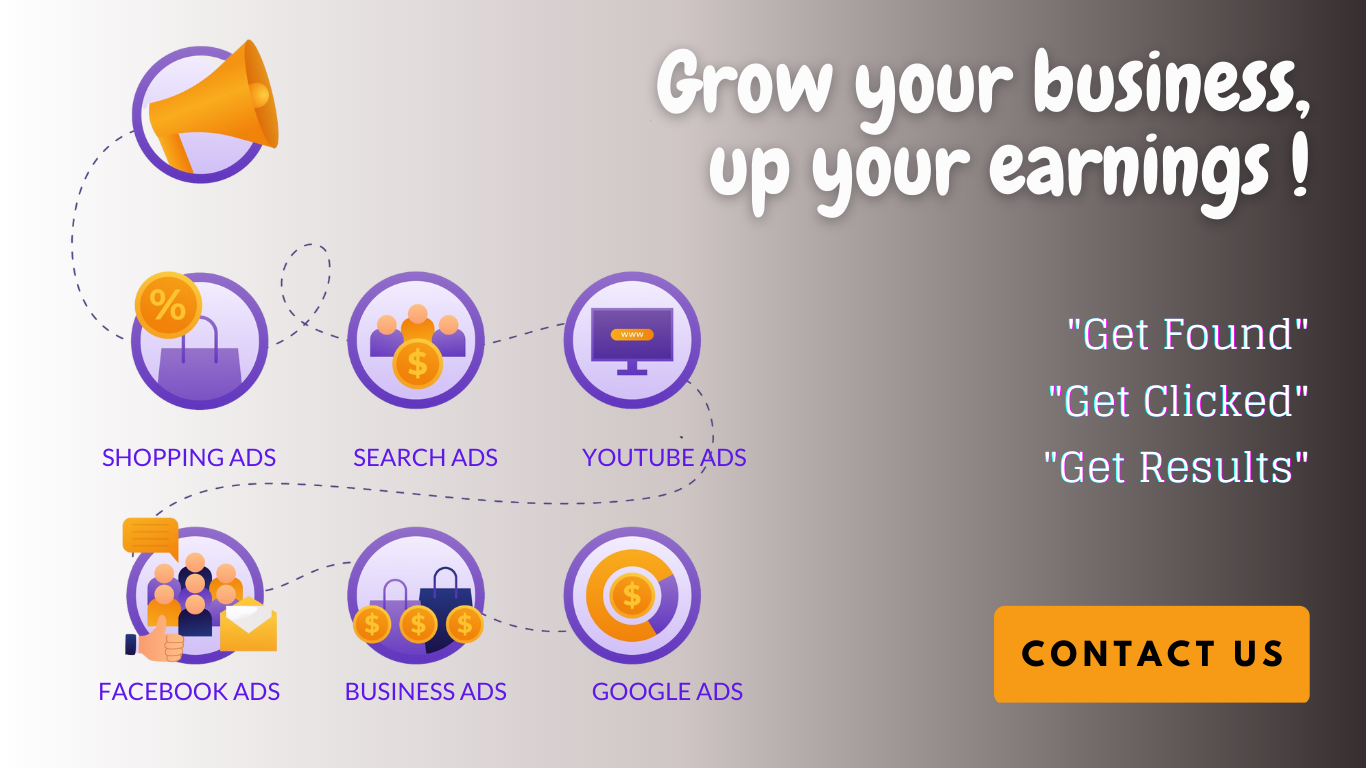 Grow your business,
up your earnings !
%
$
www
"Get Found"
"Get Clicked"
"Get Results"
SHOPPING ADS
SEARCH ADS
YOUTUBE ADS
$ $ $
$
FACEBOOK ADS
BUSINESS ADS
GOOGLE ADS
CONTACT US